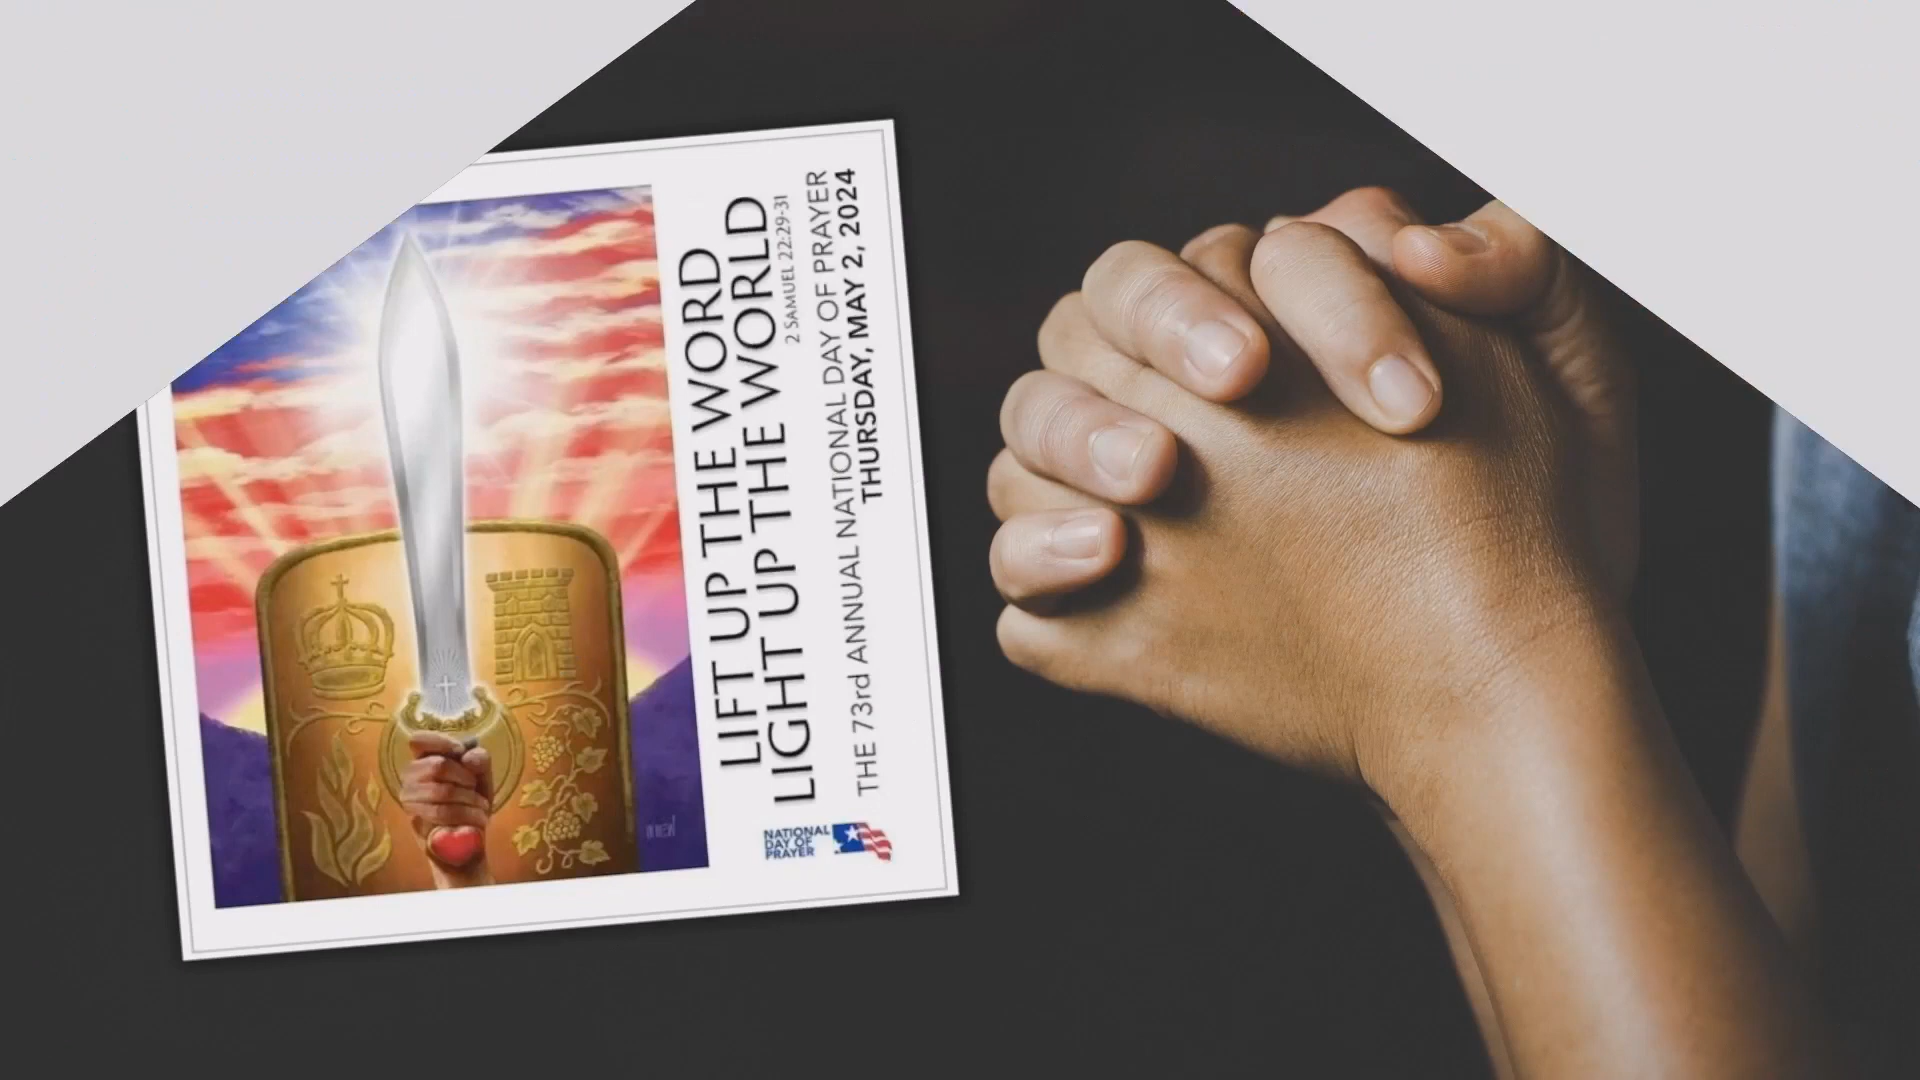 LIFT UP THE WORD
LIGHT UP THE WORLD
2 SAMUEL 22:29-31
THE 73rd ANNUAL NATIONAL DAY OF PRAYER
THURSDAY, MAY 2, 2024
NATIONAL
DAY OF
PRAYER